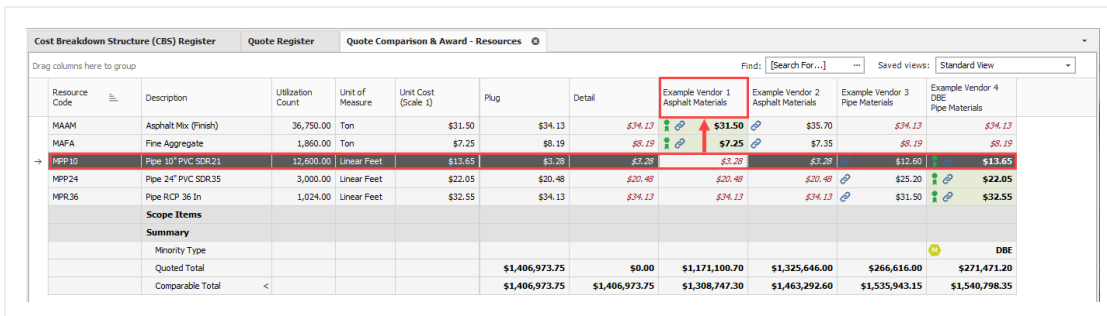 Cost Breakdown Structure (CBS) Register Quote Register Quote Comparison & Award - Resources
Drag columns here to group Find: [Search For...] ... Saved views: Standard View
Resource Code Description Utilization Count Unit of Measure Unit Cost (Scale 1) Plug Detail Example Vendor 1 Asphalt Materials Example Vendor 2 Asphalt Materials Example Vendor 3 Pipe Materials Example Vendor 4 DBE Pipe Materials
MAAM Asphalt Mix (Finish) 36,750.00 Ton $31.50 $34.13 $34.13 $31.50 $35.70 $34.13 $34.13
MAFA Fine Aggregate 1,860.00 Ton $7.25 $8.19 $8.19 $7.25 $7.35 $8.19 $8.19
MPP10 Pipe 10" PVC SDR21 12,600.00 Linear Feet $13.65 $3.28 $3.28 $3.28 $3.28 $12.60 $13.65
MPP24 Pipe 24" PVC SDR35 3,000.00 Linear Feet $22.05 $20.48 $20.48 $20.48 $20.48 $25.20 $22.05
MPR36 Pipe RCP 36 In 1,024.00 Linear Feet $32.55 $34.13 $34.13 $34.13 $34.13 $31.50 $32.55
Scope Items
Summary
Minority Type M DBE
Quoted Total $1,406,973.75 $0.00 $1,171,100.70 $1,325,646.00 $266,616.00 $271,471.20
Comparable Total < $1,406,973.75 $1,406,973.75 $1,308,747.30 $1,463,292.60 $1,535,943.15 $1,540,798.35